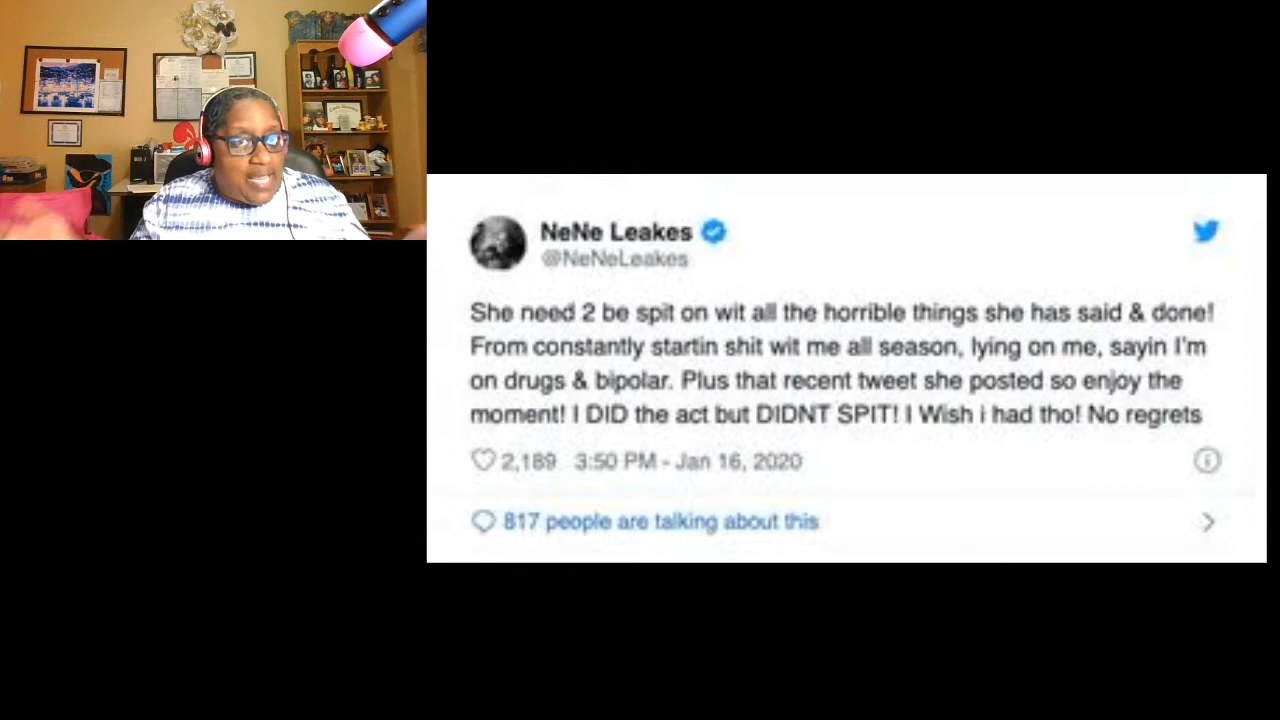 NeNe Leakes
@NeNeLeakes
She need 2 be spit on wit all the horrible things she has said & done!
From constantly startin shit wit me all season, lying on me, sayin I'm
on drugs & bipolar. Plus that recent tweet she posted so enjoy the
moment! I DID the act but DIDNT SPIT! I Wish i had tho! No regrets
2,189 3:50 PM - Jan 16, 2020
817 people are talking about this